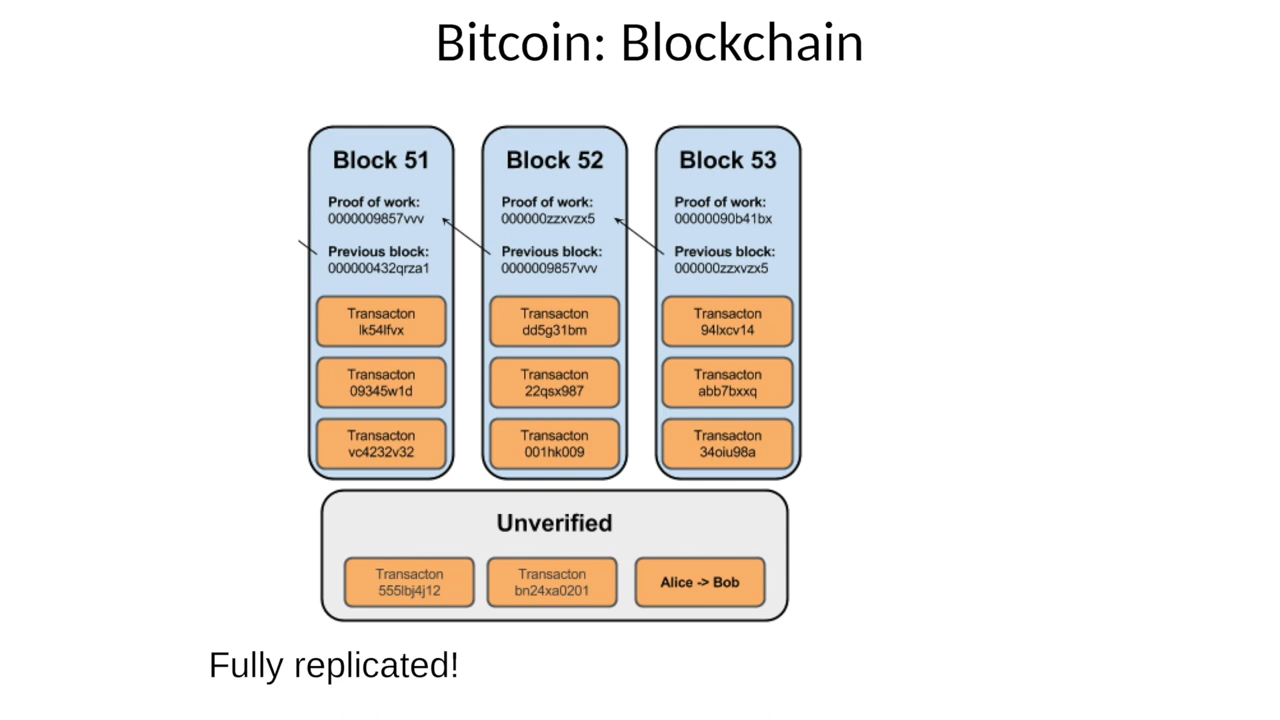 Bitcoin: Blockchain
Block 51
Proof of work:
0000009857vvv
Previous block:
000000432qrza1
Transacton
lk54lfvx
Transacton
09345w1d
Transacton
vc4232v32
Block 52
Proof of work:
000000zzxvzx5
Previous block:
0000009857vvv
Transacton
dd5g31bm
Transacton
22qsx987
Transacton
001hk009
Block 53
Proof of work:
00000090b41bx
Previous block:
000000zzxvzx5
Transacton
94lxcv14
Transacton
abb7bxxq
Transacton
34oiu98a
Unverified
Transacton
555lbj4j12
Transacton
bn24xa0201
Alice -> Bob
Fully replicated!